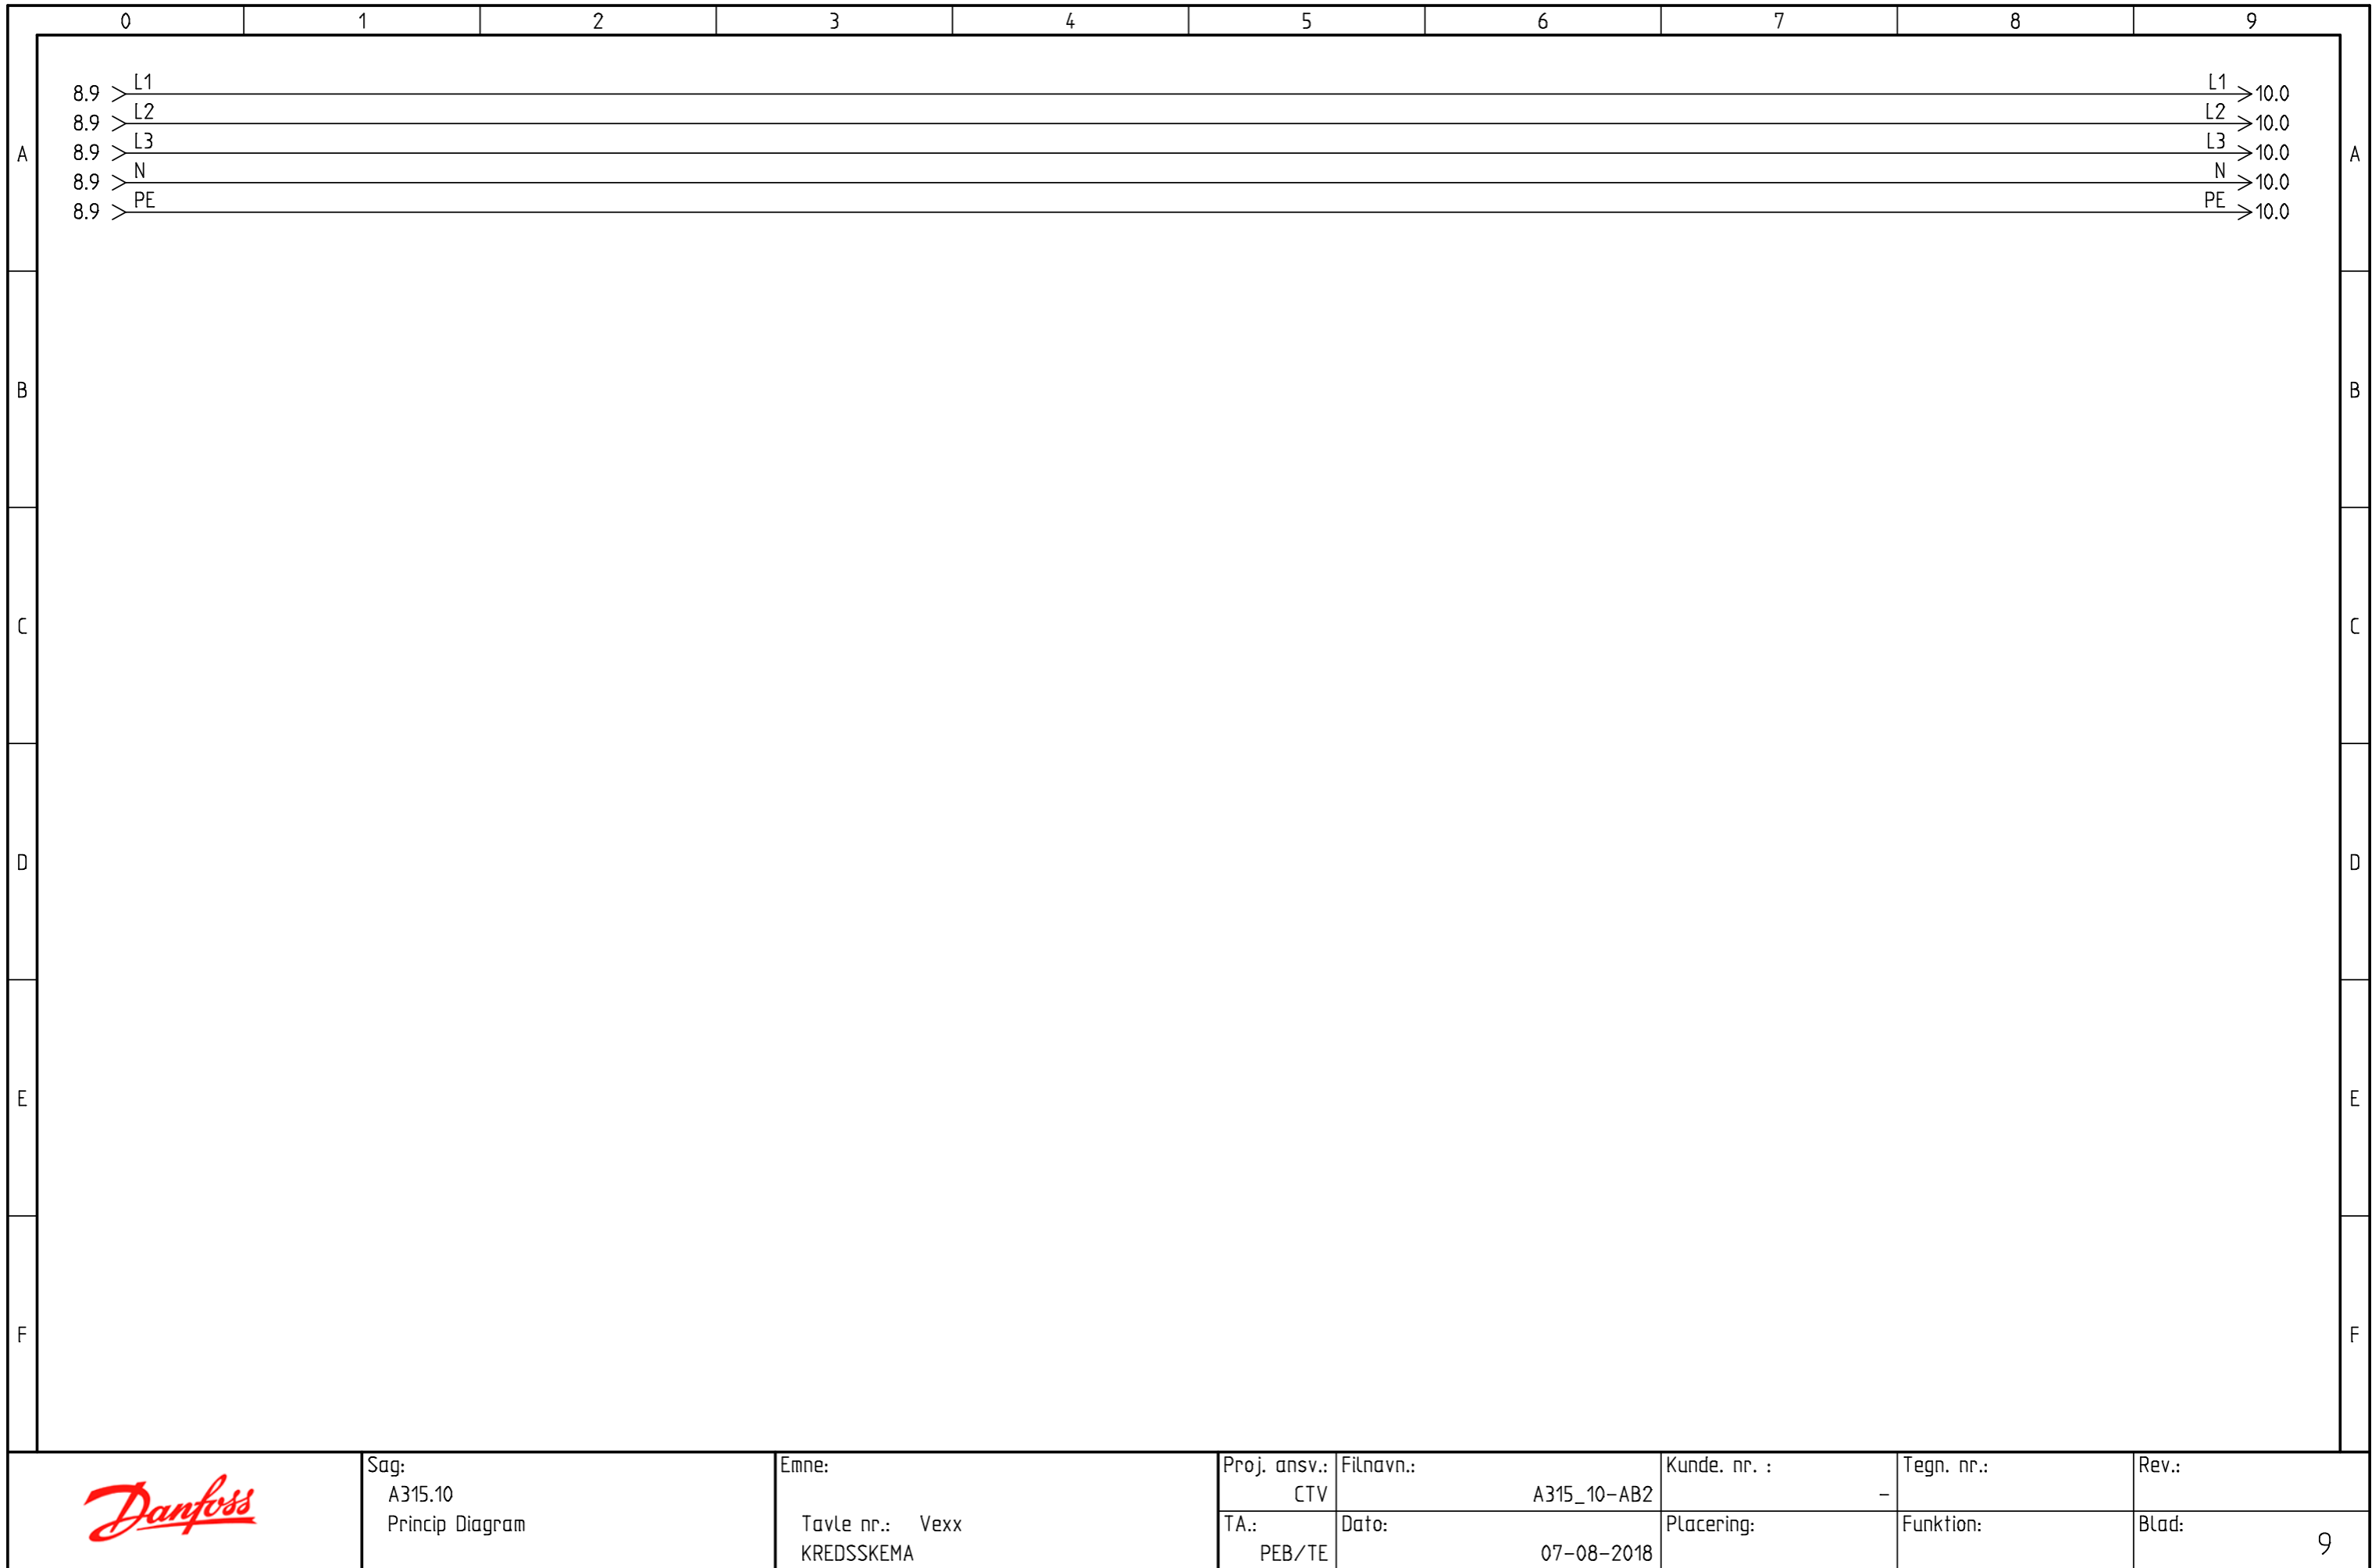 0 1 2 3 4 5 6 7 8 9
8.9 L1 L1 10.0
8.9 L2 L2 10.0
8.9 L3 L3 10.0
8.9 N N 10.0
8.9 PE PE 10.0
A A
B B
C C
D D
E E
F F
Danfoss
Sag:
A315.10
Princip Diagram
Emne:
Tavle nr.: Vexx
KREDSSKEMA
Proj. ansv.:
CTV
TA.:
PEB/TE
Filnavn.:
A315_10-AB2
Dato:
07-08-2018
Kunde. nr. :
-
Placering:
Tegn. nr.:
Funktion:
Rev.:
Blad:
9